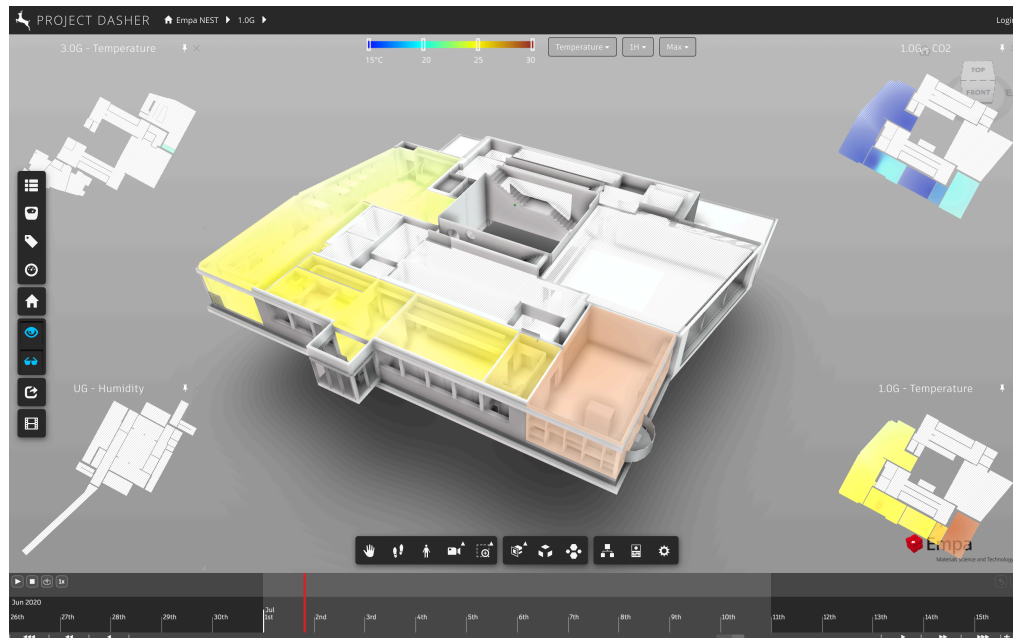 PROJECT DASHER
Empa NEST
1.0G
Login
3.0G - Temperature
15°C
20
25
30
Temperature
1H
Max
1.0G - CO2
TOP
FRONT
UG - Humidity
1.0G - Temperature
Empa
Materials science and Technology
1x
Jun 2020
Jul
26th
27th
28th
29th
30th
1st
2nd
3rd
4th
5th
6th
7th
8th
9th
10th
11th
12th
13th
14th
15th